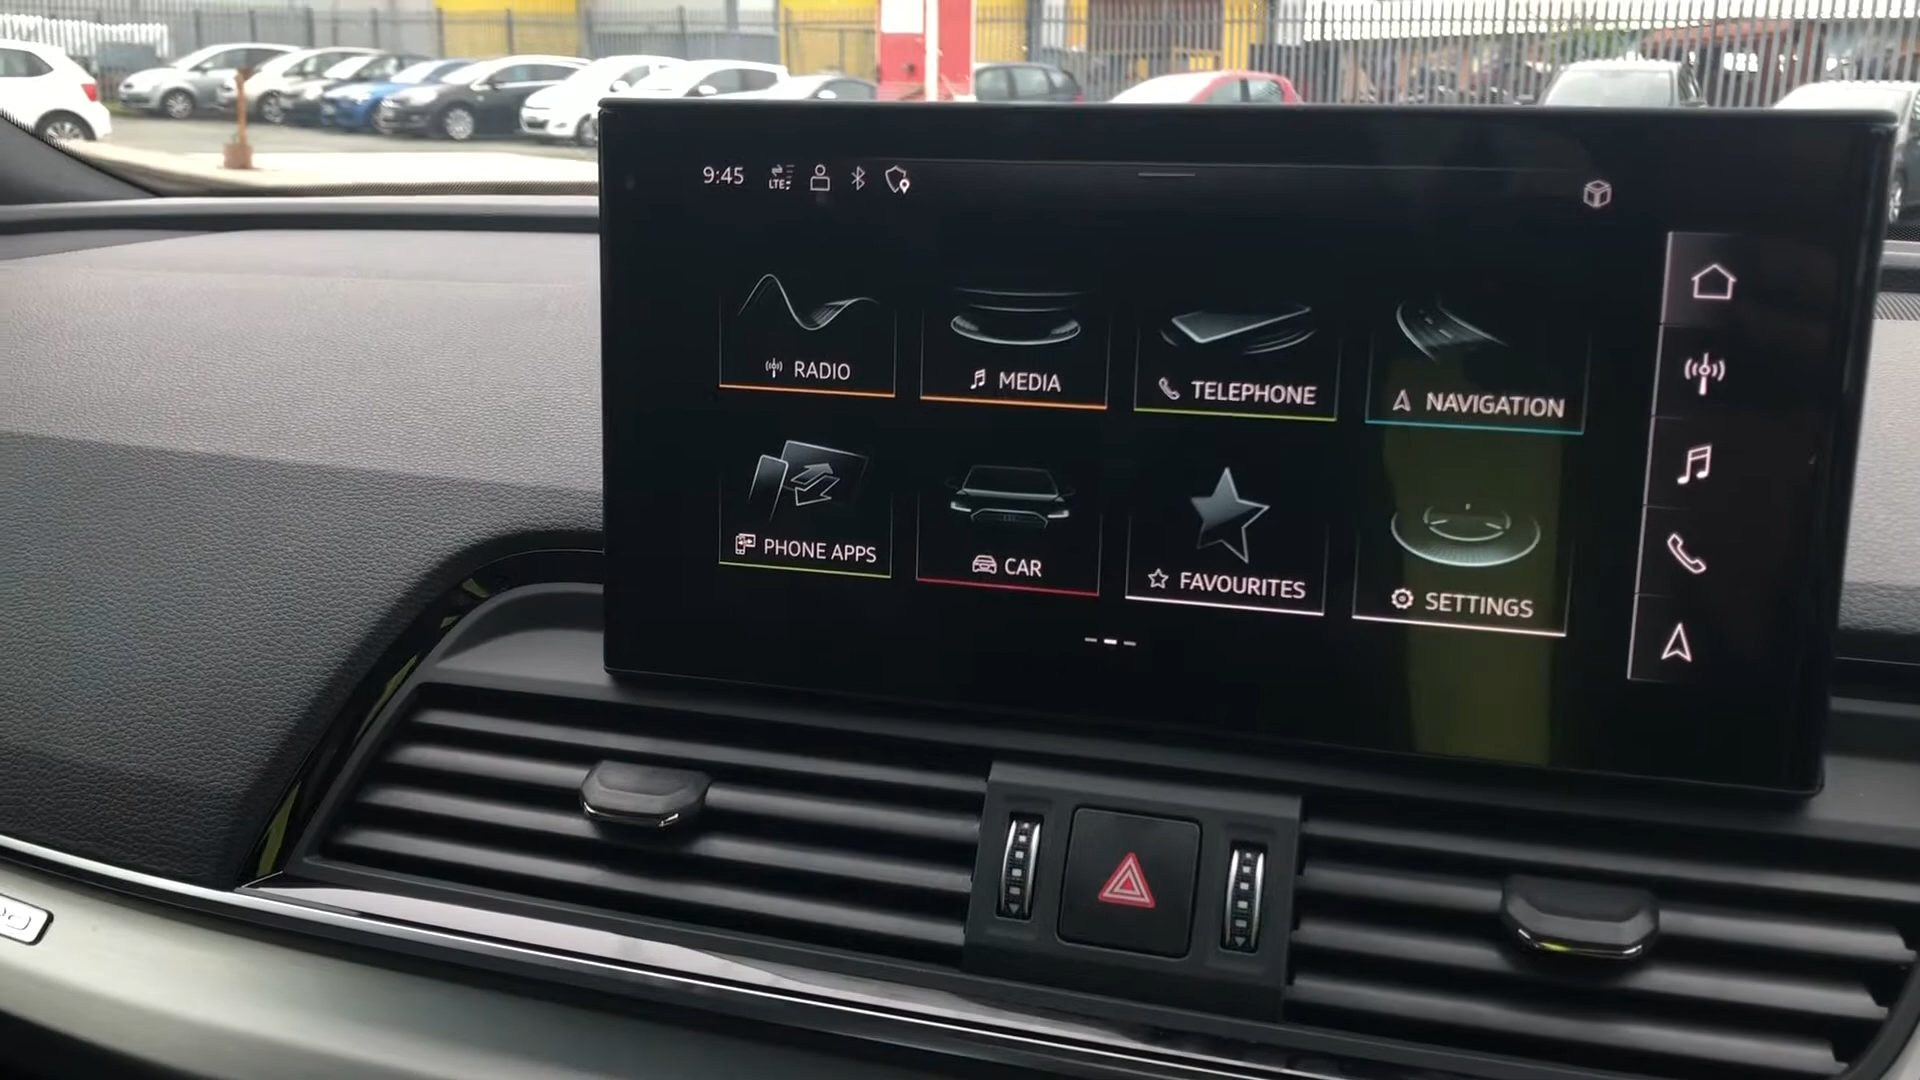 9:45
LTE
RADIO
MEDIA
TELEPHONE
NAVIGATION
PHONE APPS
CAR
FAVOURITES
SETTINGS